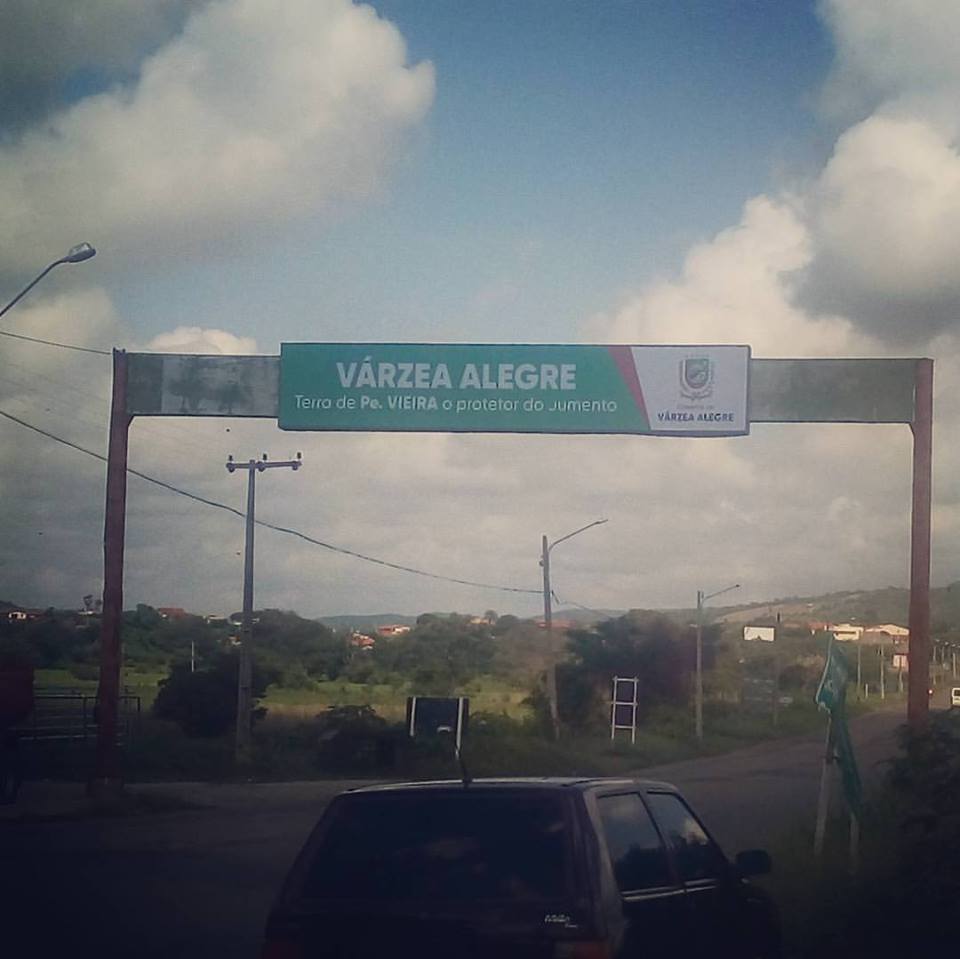 VÁRZEA ALEGRE
Terra de Pe. VIEIRA o protetor do Jumento
VÁRZEA ALEGRE